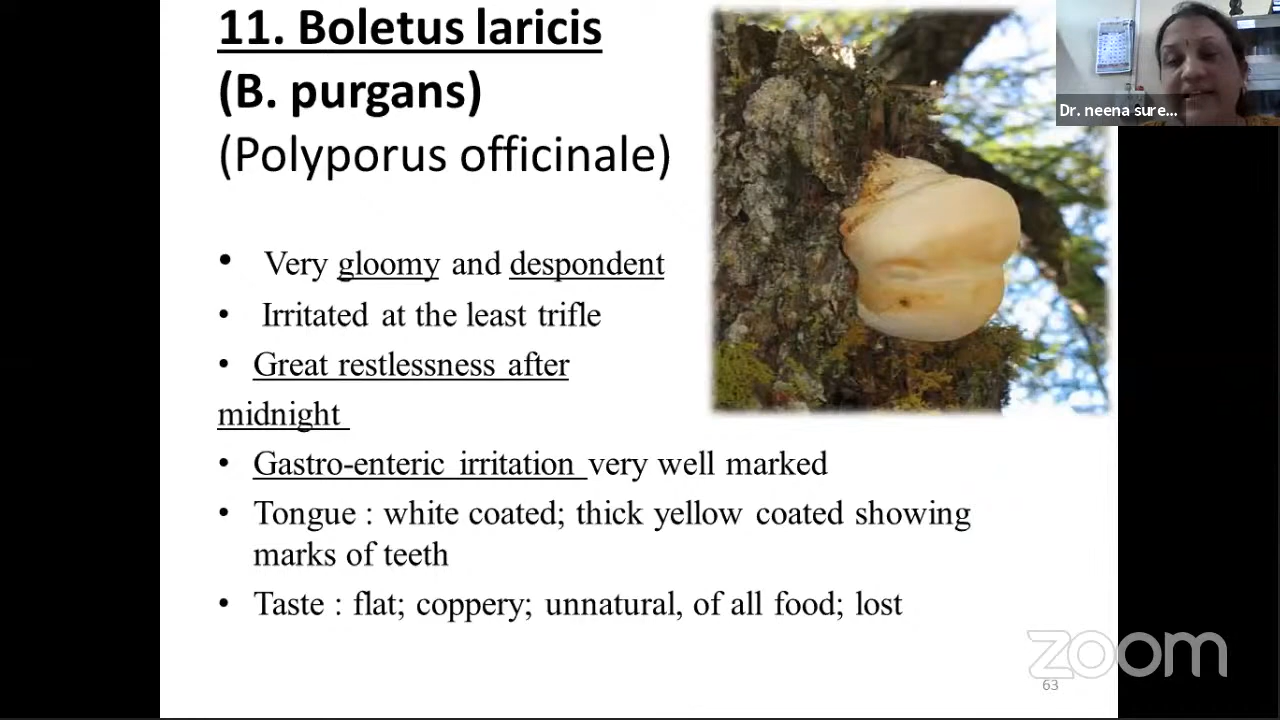 11. Boletus laricis
(B. purgans)
(Polyporus officinale)
Dr. neena sure...
• Very gloomy and despondent
• Irritated at the least trifle
• Great restlessness after
midnight
• Gastro-enteric irritation very well marked
• Tongue : white coated; thick yellow coated showing
marks of teeth
• Taste : flat; coppery; unnatural, of all food; lost
zoom
63